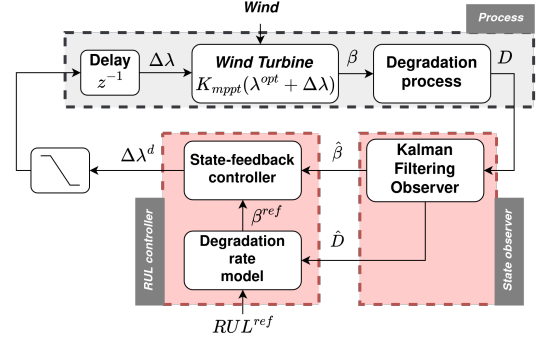 Wind
Process
Delay
z⁻¹
Δλ
Wind Turbine
K_{mppt}(λ^{opt} + Δλ)
β
Degradation
process
D
Δλ^d
State-feedback
controller
β̂
Kalman
Filtering
Observer
β^{ref}
RUL controller
Degradation
rate
model
D̂
State observer
RUL^{ref}